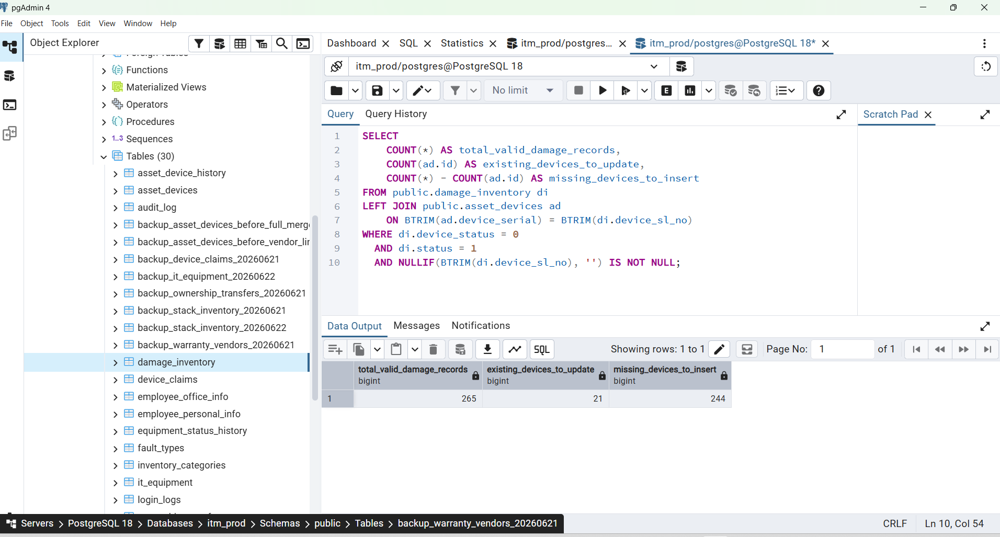 pgAdmin 4
File Object Tools Edit View Window Help
Object Explorer
Dashboard SQL Statistics itm_prod/postgres... itm_prod/postgres@PostgreSQL 18*
Foreign Tables
Functions
Materialized Views
Operators
Procedures
1..3 Sequences
Tables (30)
asset_device_history
asset_devices
audit_log
backup_asset_devices_before_full_merg
backup_asset_devices_before_vendor_lin
backup_device_claims_20260621
backup_it_equipment_20260622
backup_ownership_transfers_20260621
backup_stack_inventory_20260621
backup_stack_inventory_20260622
backup_warranty_vendors_20260621
damage_inventory
device_claims
employee_office_info
employee_personal_info
equipment_status_history
fault_types
inventory_categories
it_equipment
login_logs
itm_prod/postgres@PostgreSQL 18
No limit
E
Query Query History
Scratch Pad
1 SELECT
2 COUNT(*) AS total_valid_damage_records,
3 COUNT(ad.id) AS existing_devices_to_update,
4 COUNT(*) - COUNT(ad.id) AS missing_devices_to_insert
5 FROM public.damage_inventory di
6 LEFT JOIN public.asset_devices ad
7 ON BTRIM(ad.device_serial) = BTRIM(di.device_sl_no)
8 WHERE di.device_status = 0
9 AND di.status = 1
10 AND NULLIF(BTRIM(di.device_sl_no), '') IS NOT NULL;
Data Output Messages Notifications
SQL
Showing rows: 1 to 1
Page No: 1 of 1
total_valid_damage_records existing_devices_to_update missing_devices_to_insert
bigint bigint bigint
1 265 21 244
Servers > PostgreSQL 18 > Databases > itm_prod > Schemas > public > Tables > backup_warranty_vendors_20260621
CRLF Ln 10, Col 54